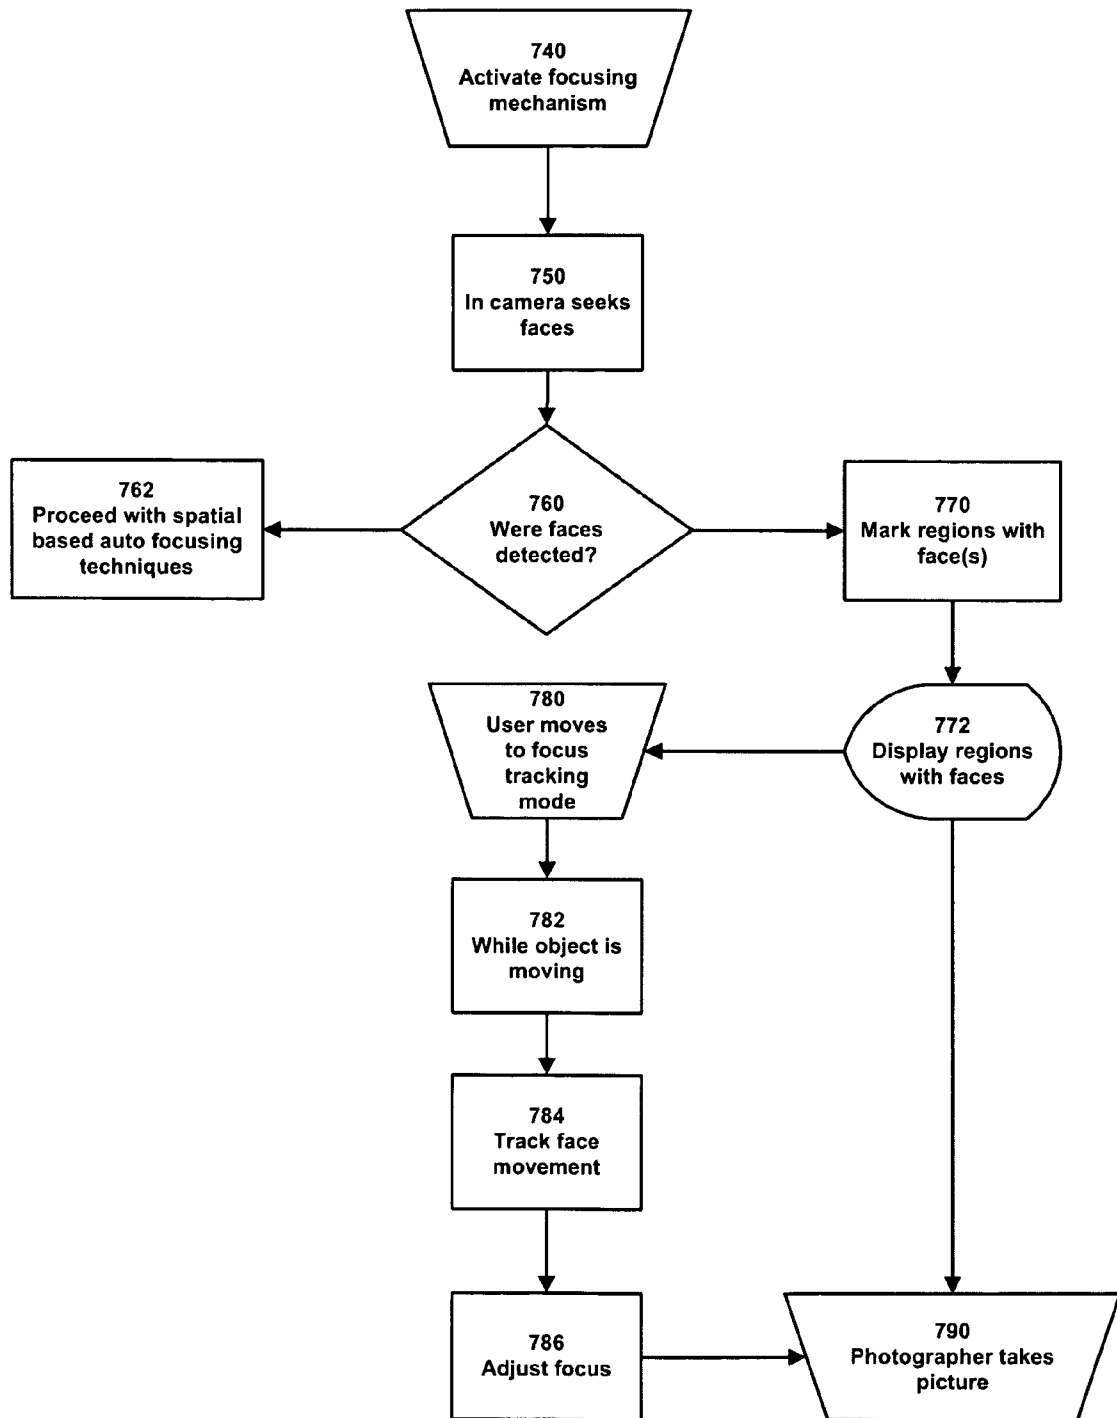 740
Activate focusing
mechanism
750
In camera seeks
faces
762
Proceed with spatial
based auto focusing
techniques
760
Were faces
detected?
770
Mark regions with
face(s)
780
User moves
to focus
tracking
mode
772
Display regions
with faces
782
While object is
moving
784
Track face
movement
786
Adjust focus
790
Photographer takes
picture